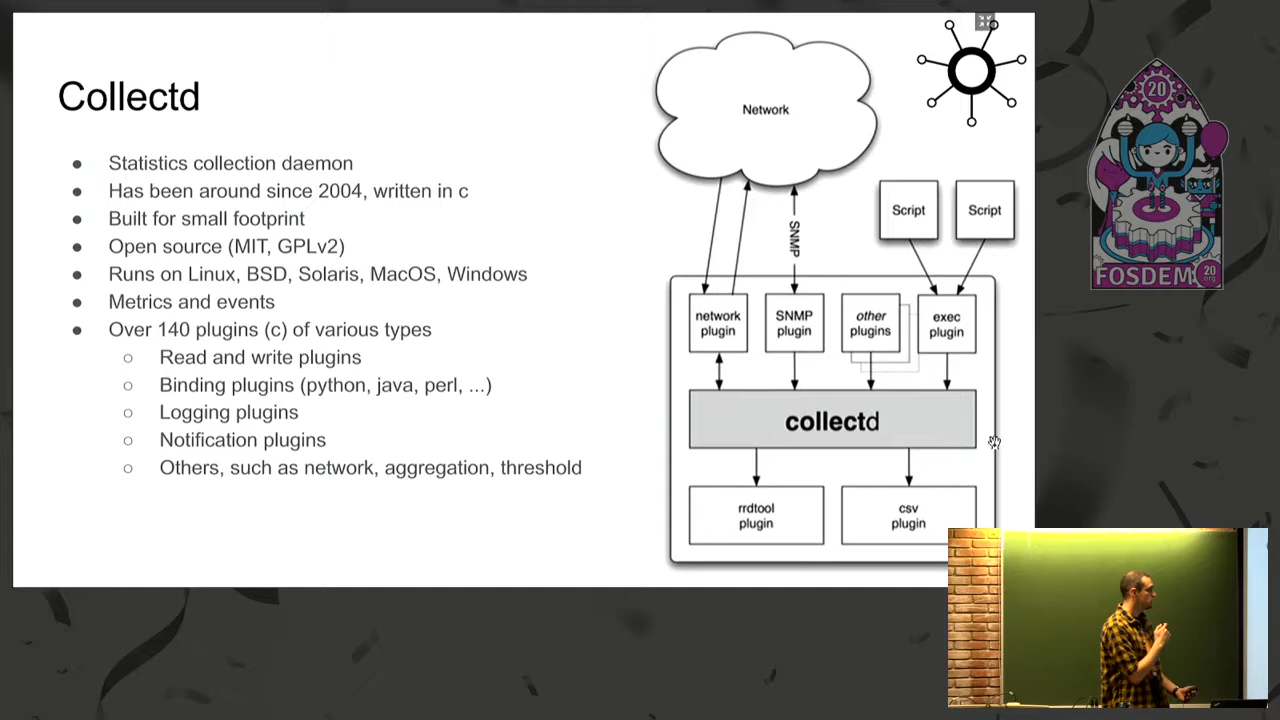 Collectd
● Statistics collection daemon
● Has been around since 2004, written in c
● Built for small footprint
● Open source (MIT, GPLv2)
● Runs on Linux, BSD, Solaris, MacOS, Windows
● Metrics and events
● Over 140 plugins (c) of various types
○ Read and write plugins
○ Binding plugins (python, java, perl, ...)
○ Logging plugins
○ Notification plugins
○ Others, such as network, aggregation, threshold
Network
Script
Script
SNMP
network
plugin
SNMP
plugin
other
plugins
exec
plugin
collectd
rrdtool
plugin
csv
plugin
20
FOSDEM
20
.org